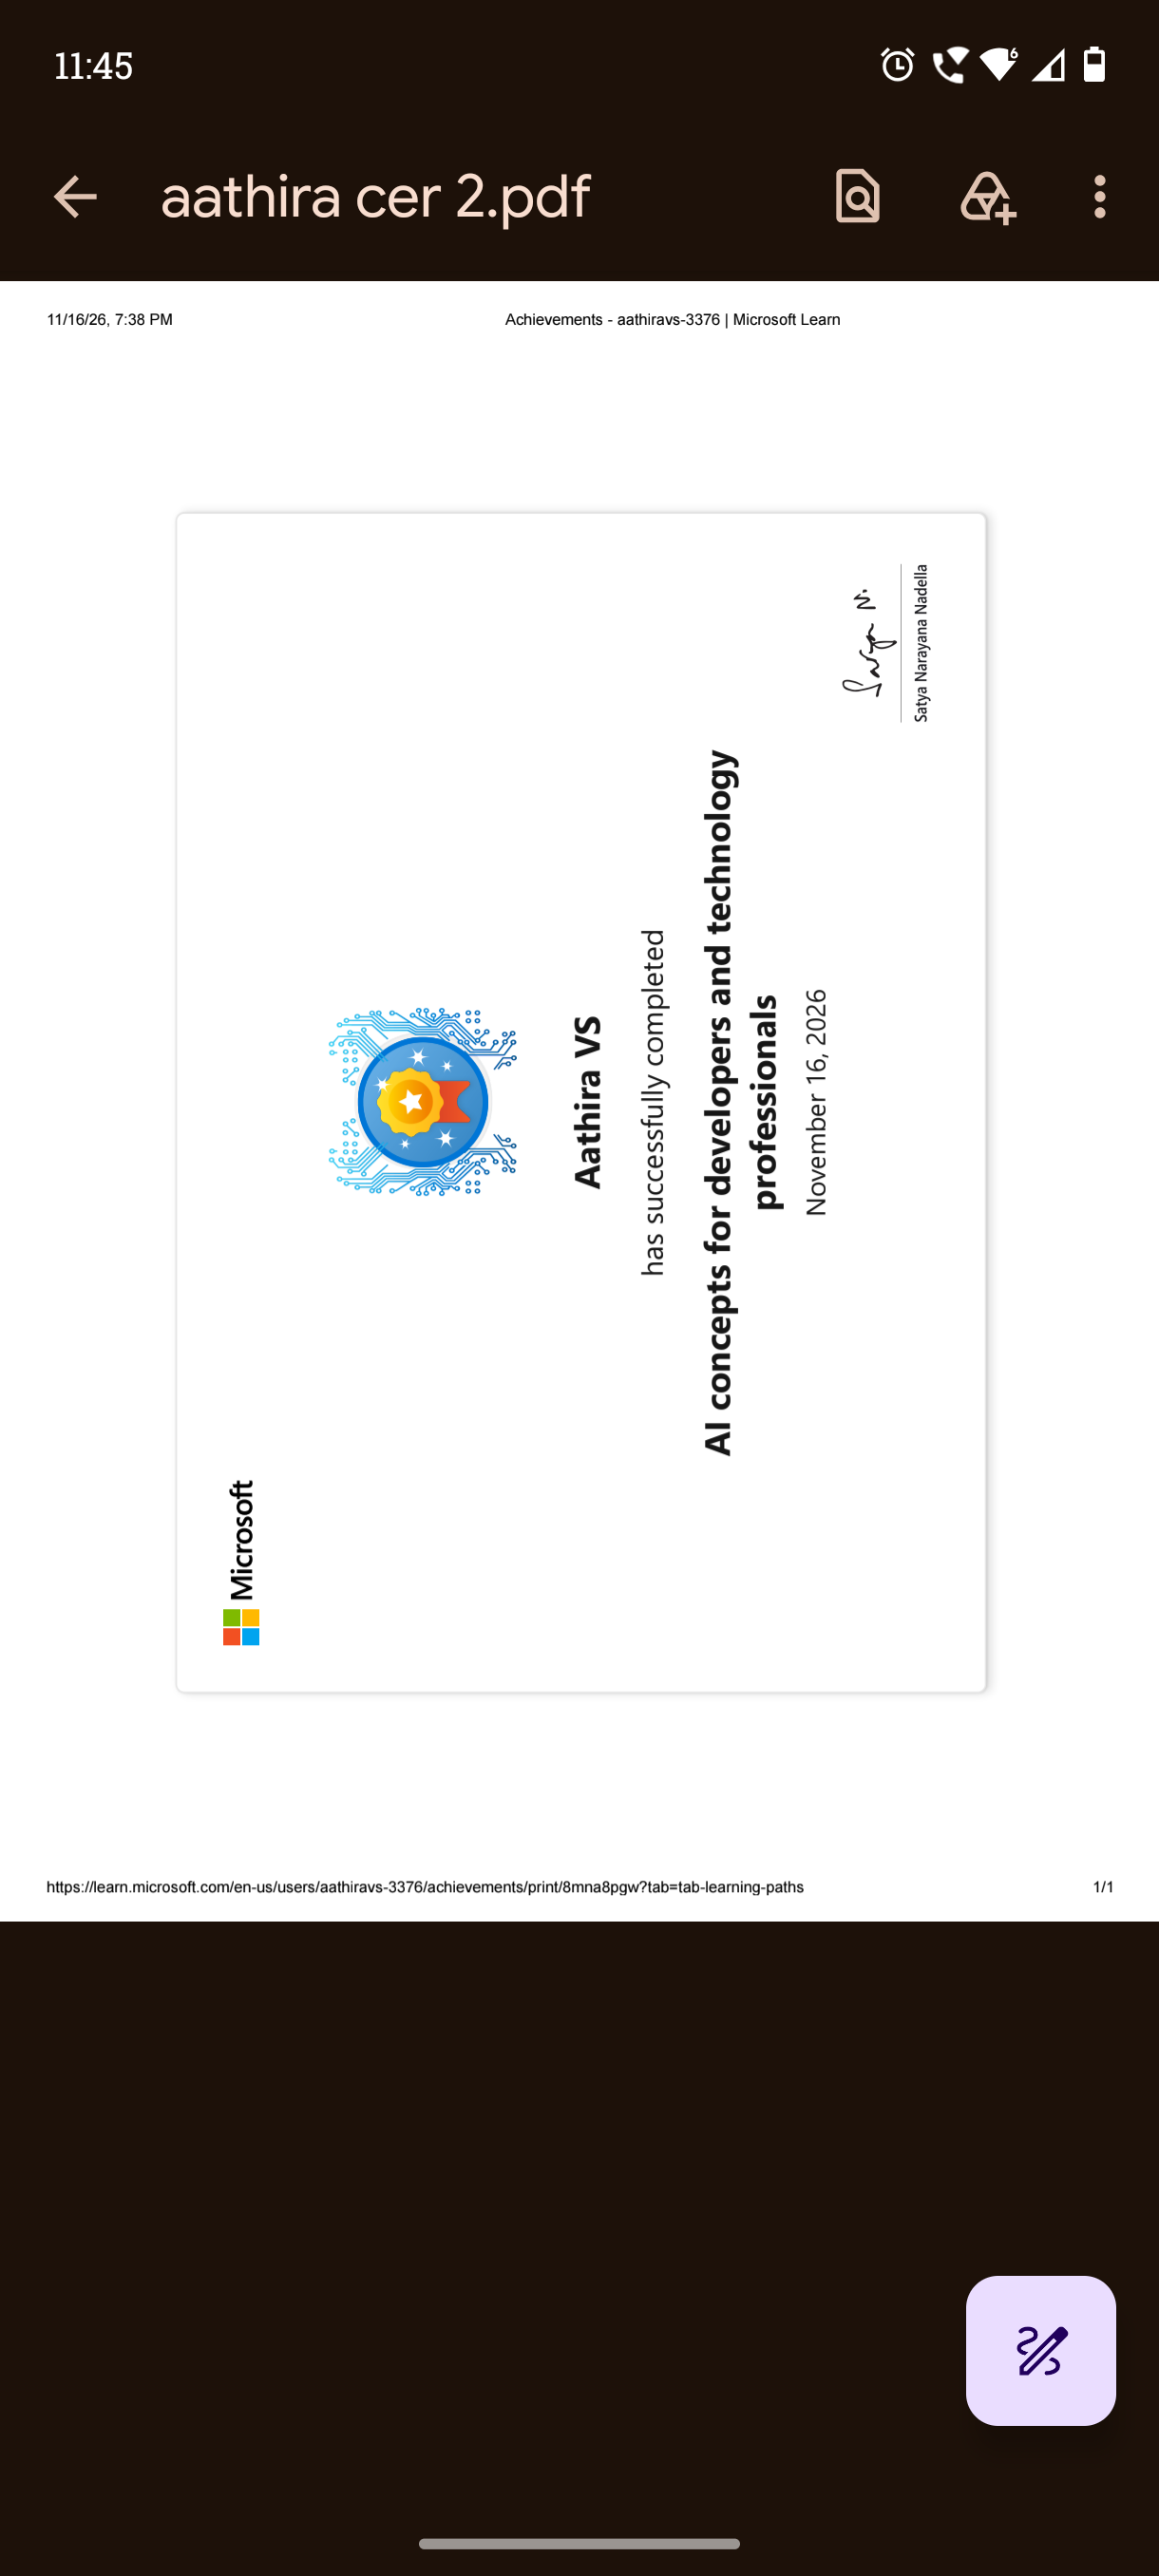 11:45
6
aathira cer 2.pdf
11/16/26, 7:38 PM
Achievements - aathiravs-3376 | Microsoft Learn
Microsoft
Aathira VS
has successfully completed
AI concepts for developers and technology
professionals
November 16, 2026
Satya N.
Satya Narayana Nadella
https://learn.microsoft.com/en-us/users/aathiravs-3376/achievements/print/8mna8pgw?tab=tab-learning-paths
1/1